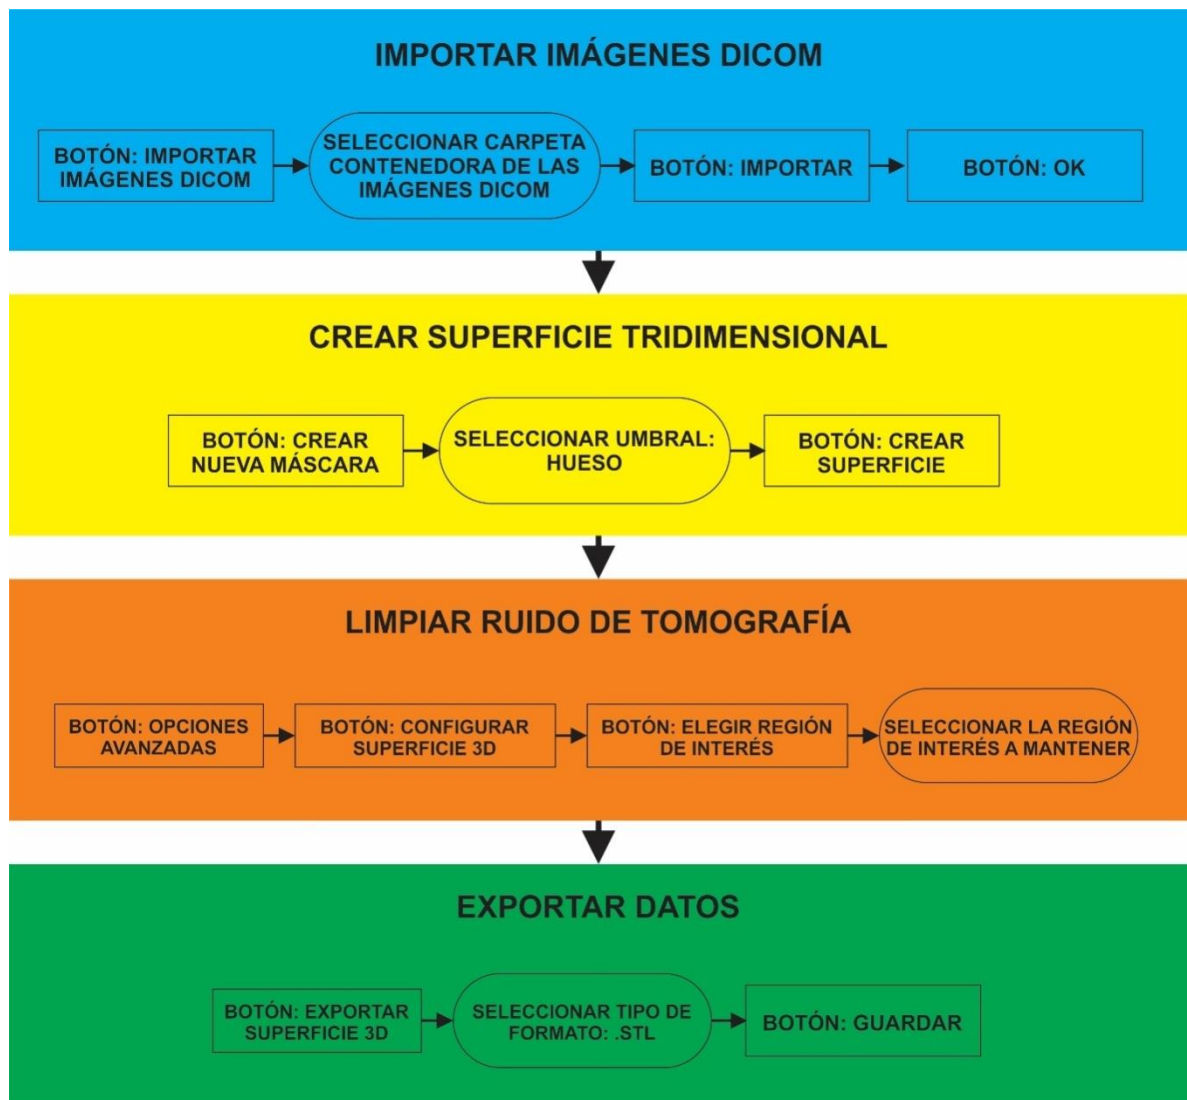 IMPORTAR IMÁGENES DICOM
BOTÓN: IMPORTAR
IMÁGENES DICOM
SELECCIONAR CARPETA
CONTENEDORA DE LAS
IMÁGENES DICOM
BOTÓN: IMPORTAR
BOTÓN: OK
CREAR SUPERFICIE TRIDIMENSIONAL
BOTÓN: CREAR
NUEVA MÁSCARA
SELECCIONAR UMBRAL:
HUESO
BOTÓN: CREAR
SUPERFICIE
LIMPIAR RUIDO DE TOMOGRAFÍA
BOTÓN: OPCIONES
AVANZADAS
BOTÓN: CONFIGURAR
SUPERFICIE 3D
BOTÓN: ELEGIR REGIÓN
DE INTERÉS
SELECCIONAR LA REGIÓN
DE INTERÉS A MANTENER
EXPORTAR DATOS
BOTÓN: EXPORTAR
SUPERFICIE 3D
SELECCIONAR TIPO DE
FORMATO: .STL
BOTÓN: GUARDAR